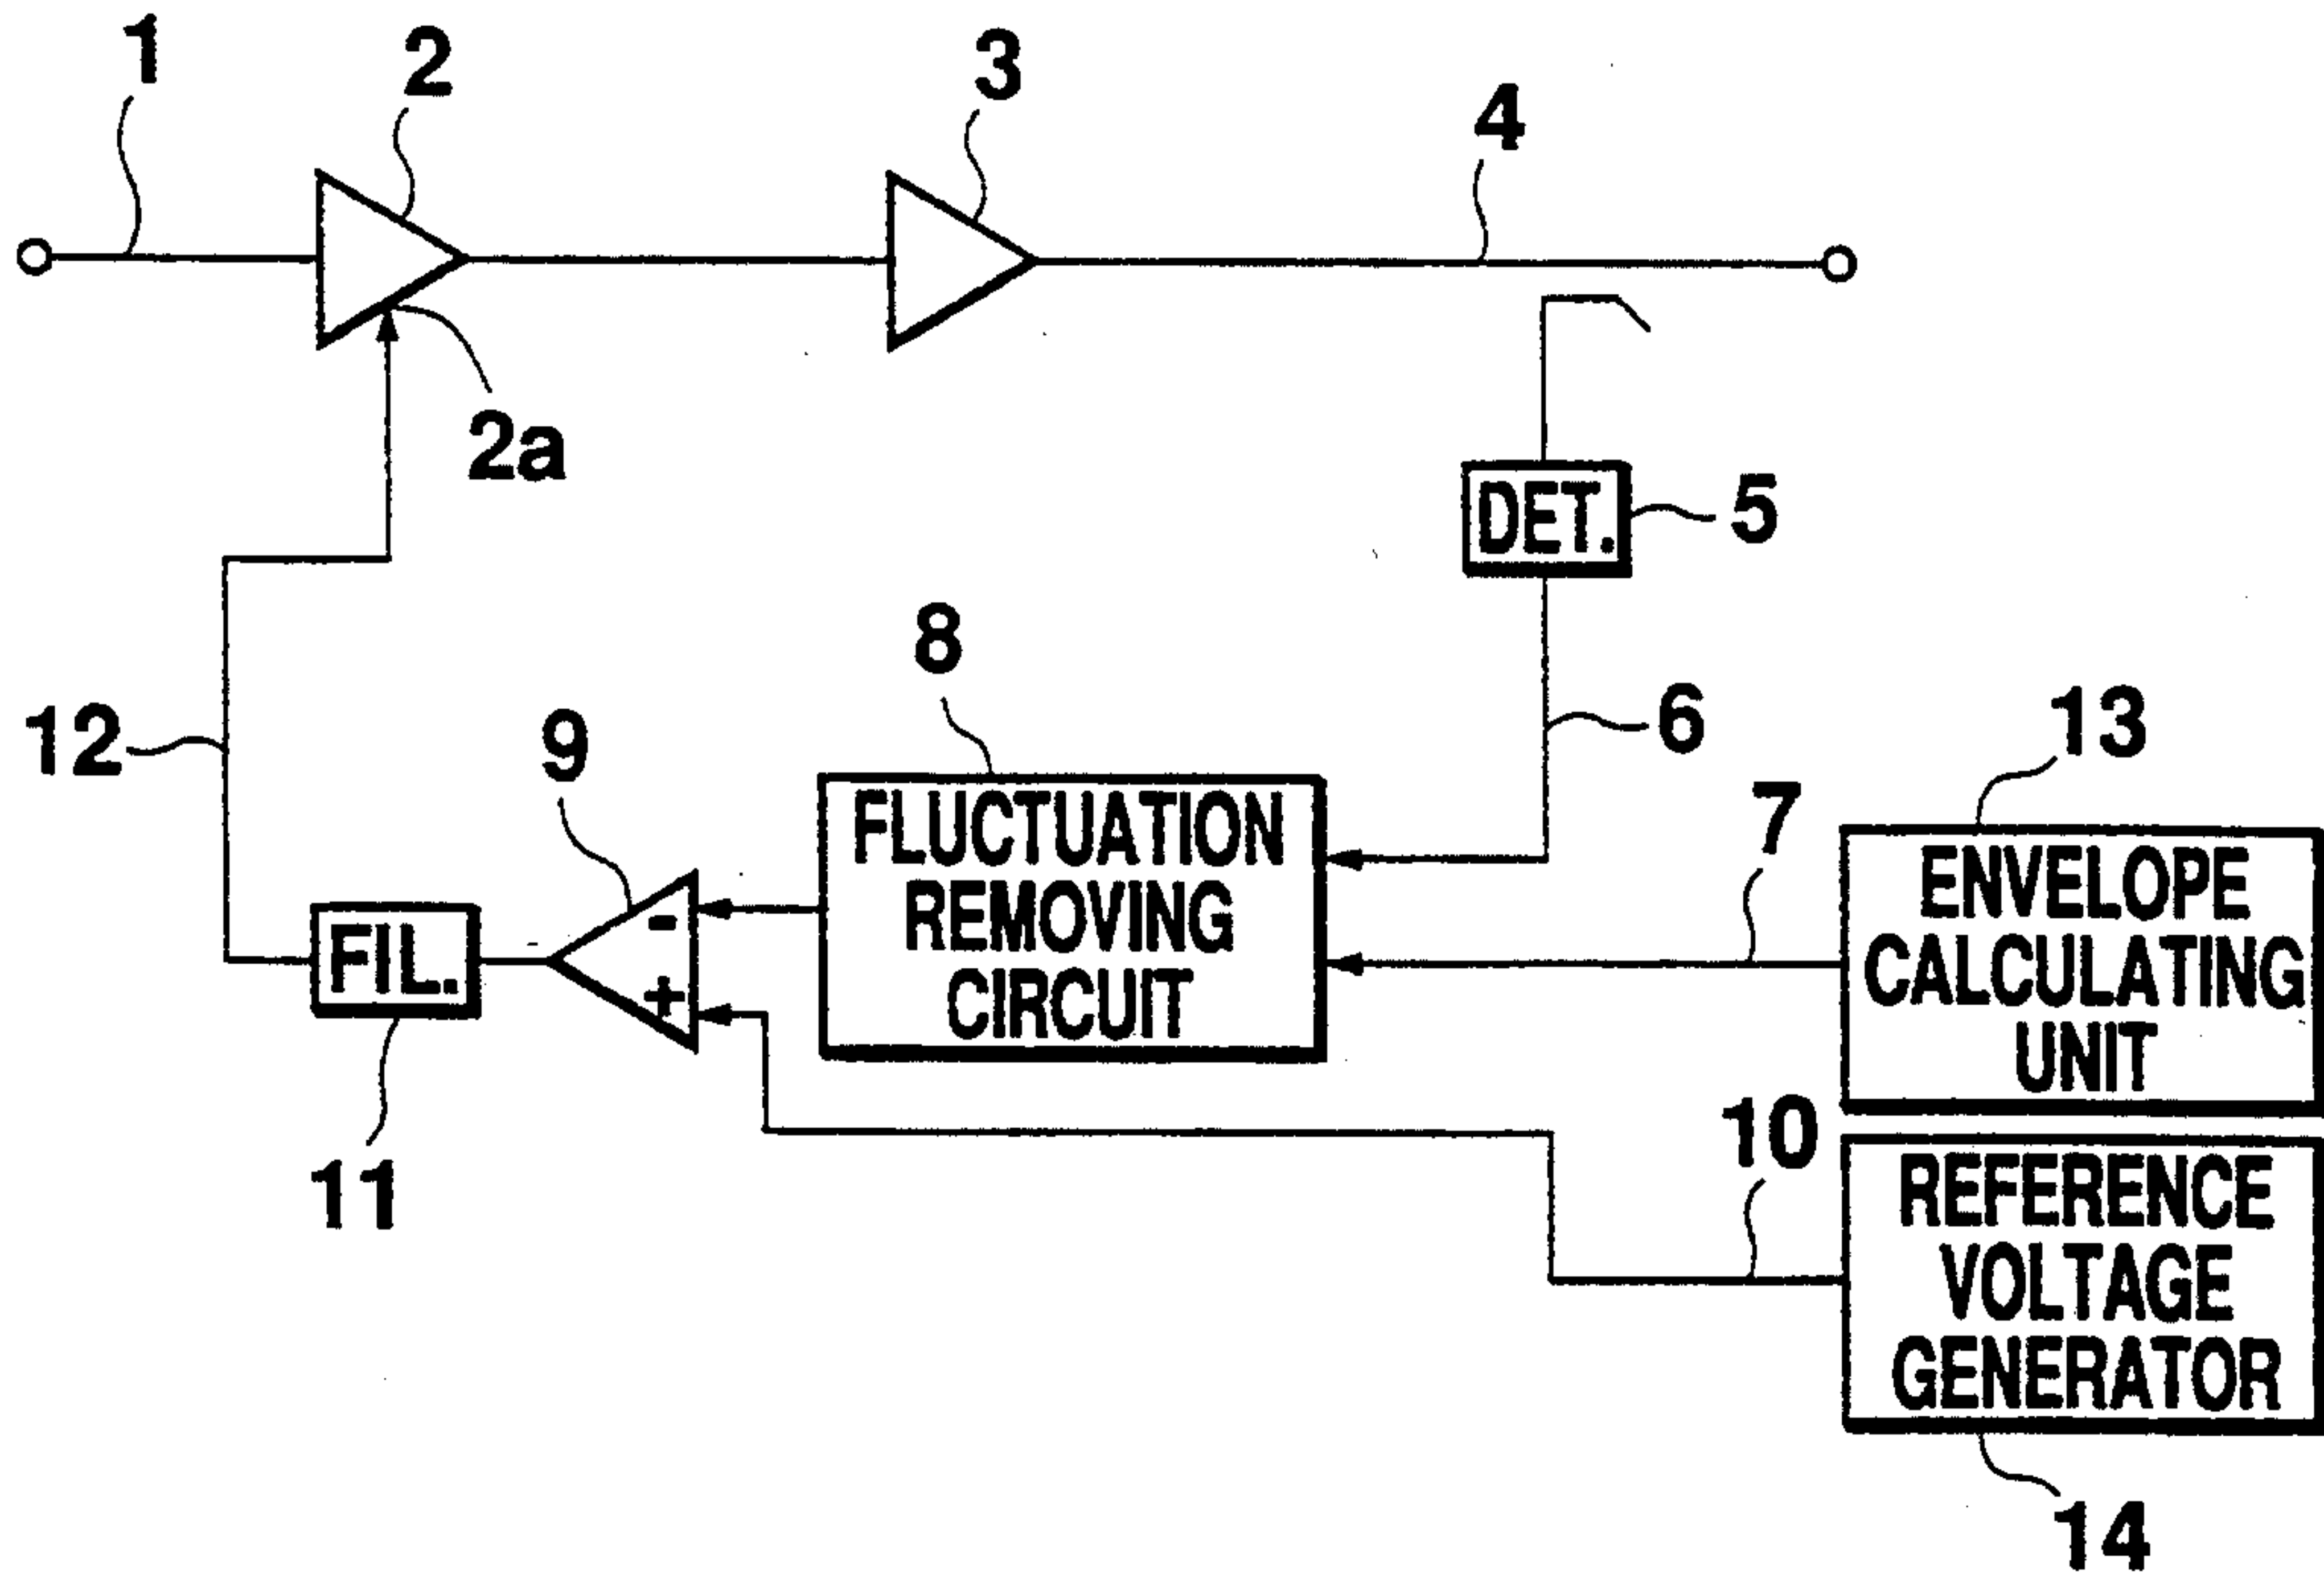 1
2
3
4
2a
DET.
5
8
6
12
9
13
7
FLUCTUATION
REMOVING
CIRCUIT
-
+
ENVELOPE
CALCULATING
UNIT
FIL.
10
11
REFERENCE
VOLTAGE
GENERATOR
14